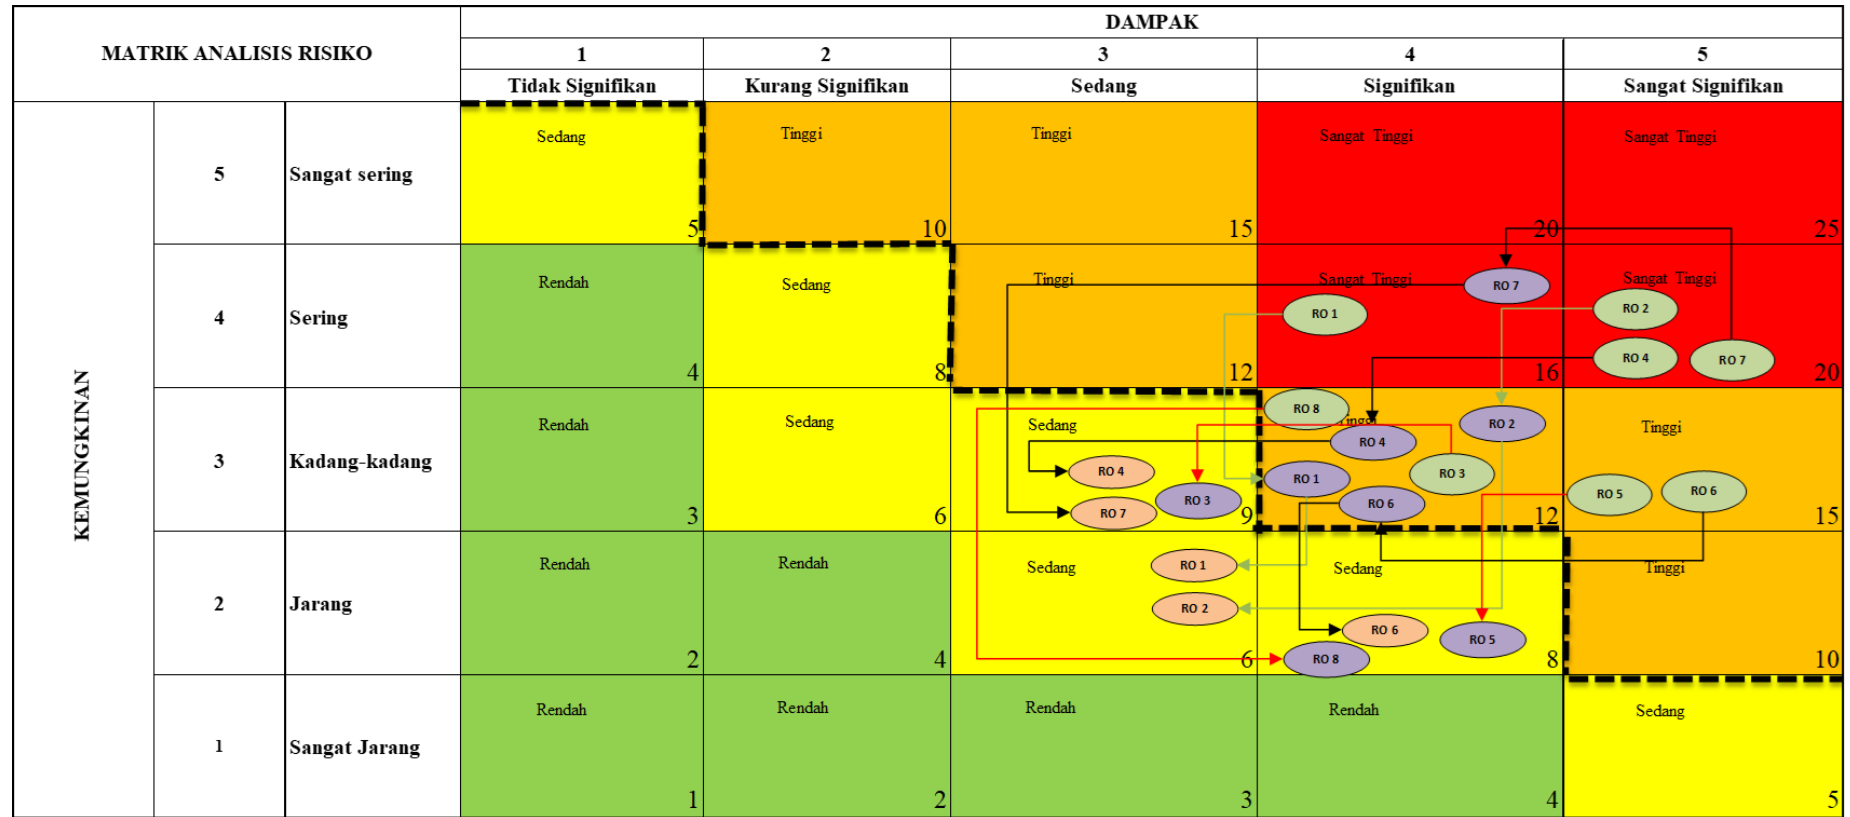 DAMPAK
MATRIK ANALISIS RISIKO
1 2 3 4 5
Tidak Signifikan Kurang Signifikan Sedang Signifikan Sangat Signifikan
KEMUNGKINAN
5 Sangat sering
Sedang Tinggi Tinggi Sangat Tinggi Sangat Tinggi
5 10 15 20 25
4 Sering
Rendah Sedang Tinggi Sangat Tinggi Sangat Tinggi
RO 7
RO 1 RO 2
RO 4 RO 7
4 8 12 16 20
3 Kadang-kadang
Rendah Sedang Sedang Tinggi Tinggi
RO 8 RO 2
RO 4
RO 4 RO 1 RO 3
RO 7 RO 3 RO 6 RO 5 RO 6
3 6 9 12 15
2 Jarang
Rendah Rendah Sedang Sedang Tinggi
RO 1
RO 2
RO 6 RO 5
RO 8
2 4 6 8 10
1 Sangat Jarang
Rendah Rendah Rendah Rendah Sedang
1 2 3 4 5